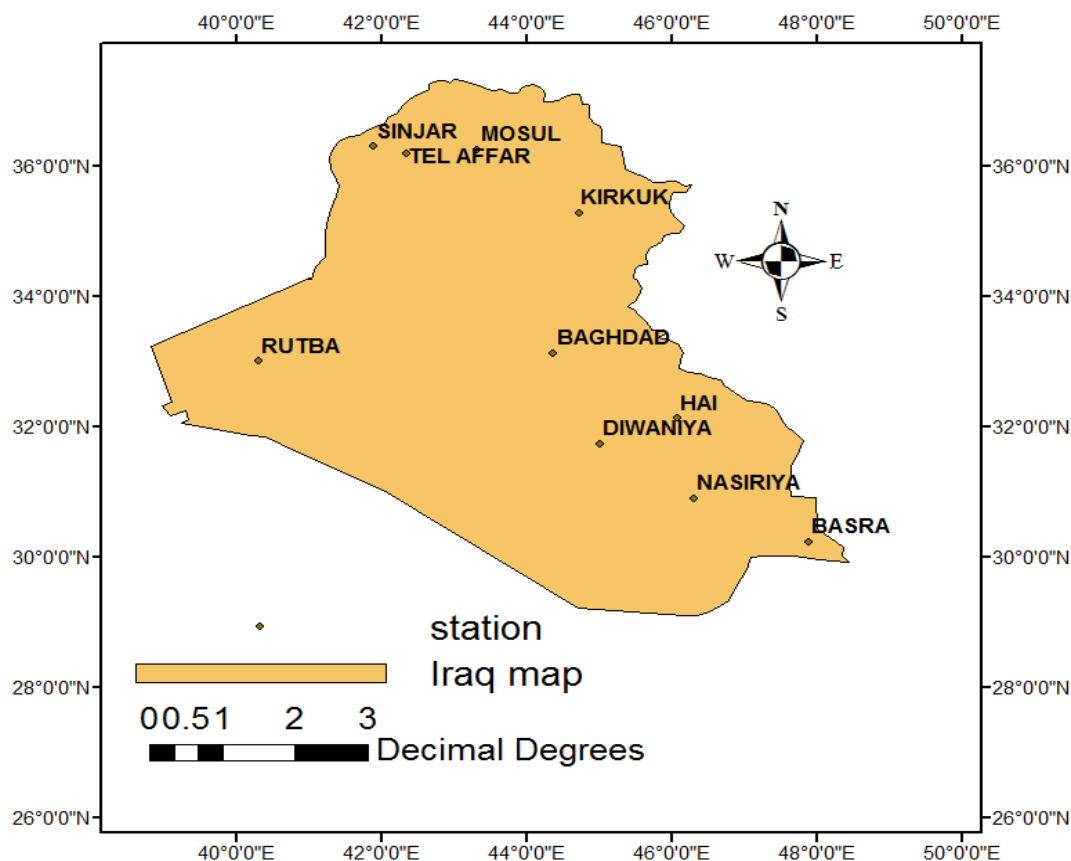 40°0'0"E 42°0'0"E 44°0'0"E 46°0'0"E 48°0'0"E 50°0'0"E
SINJAR
MOSUL
TEL AFFAR
36°0'0"N 36°0'0"N
KIRKUK
N
W E
S
34°0'0"N 34°0'0"N
BAGHDAD
RUTBA
HAI
32°0'0"N 32°0'0"N
DIWANIYA
NASIRIYA
BASRA
30°0'0"N 30°0'0"N
station
Iraq map
28°0'0"N 28°0'0"N
0 0.5 1 2 3
Decimal Degrees
26°0'0"N 26°0'0"N
40°0'0"E 42°0'0"E 44°0'0"E 46°0'0"E 48°0'0"E 50°0'0"E